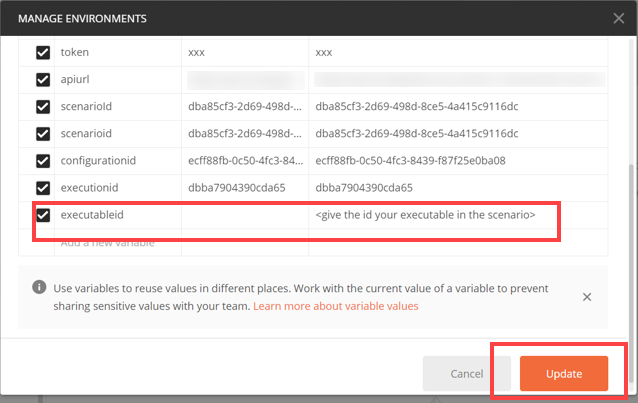 MANAGE ENVIRONMENTS
token xxx xxx
apiurl
scenarioId dba85cf3-2d69-498d-... dba85cf3-2d69-498d-8ce5-4a415c9116dc
scenarioid dba85cf3-2d69-498d-... dba85cf3-2d69-498d-8ce5-4a415c9116dc
configurationid ecff88fb-0c50-4fc3-84... ecff88fb-0c50-4fc3-8439-f87f25e0ba08
executionid dbba7904390cda65 dbba7904390cda65
executableid <give the id your executable in the scenario>
Add a new variable
Use variables to reuse values in different places. Work with the current value of a variable to prevent
sharing sensitive values with your team. Learn more about variable values
Cancel Update